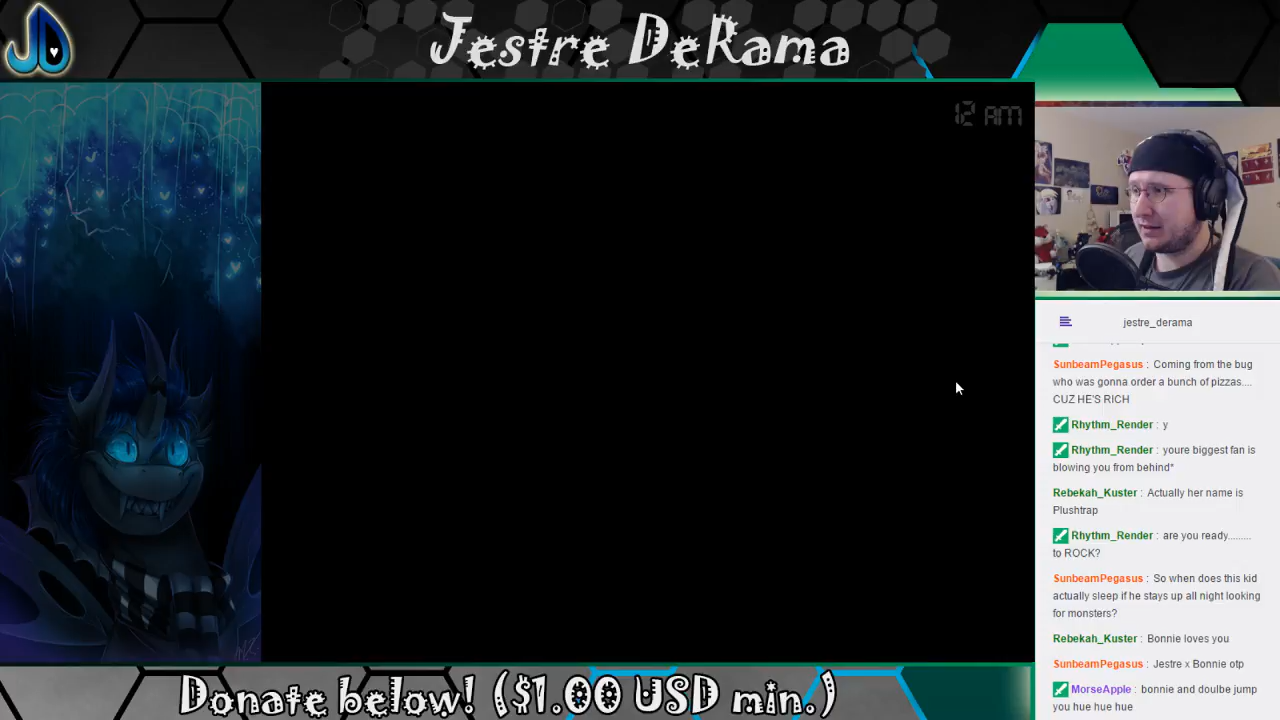 JD
Jestre DeRama
12 AM
jestre_derama
SunbeamPegasus : Coming from the bug
who was gonna order a bunch of pizzas....
CUZ HE'S RICH
Rhythm_Render : y
Rhythm_Render : youre biggest fan is
blowing you from behind*
Rebekah_Kuster : Actually her name is
Plushtrap
Rhythm_Render : are you ready.........
to ROCK?
SunbeamPegasus : So when does this kid
actually sleep if he stays up all night looking
for monsters?
Rebekah_Kuster : Bonnie loves you
SunbeamPegasus : Jestre x Bonnie otp
MorseApple : bonnie and doulbe jump
you hue hue hue
Donate below! ($1.00 USD min.)